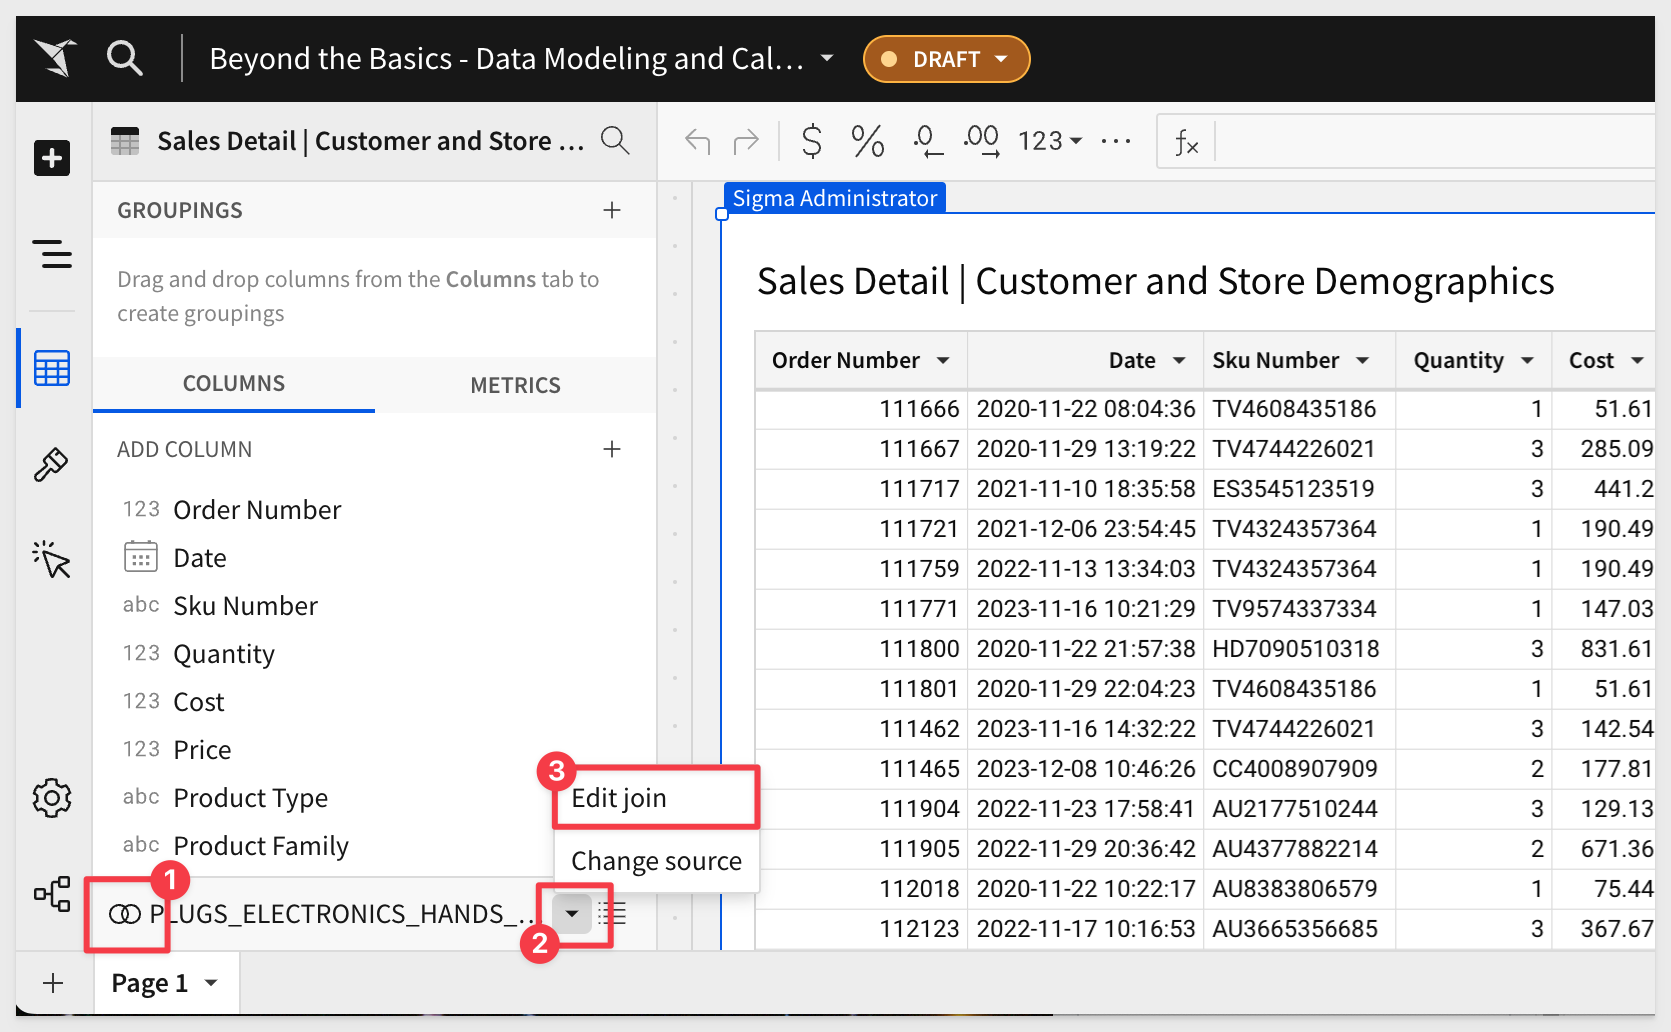 Beyond the Basics - Data Modeling and Cal...
DRAFT
Sales Detail | Customer and Store ...
$ % .0 .00 123 ...
fx
GROUPINGS
Drag and drop columns from the Columns tab to
create groupings
COLUMNS METRICS
ADD COLUMN
123 Order Number
Date
abc Sku Number
123 Quantity
123 Cost
123 Price
abc Product Type
abc Product Family
3
Edit join
Change source
1
PLUGS_ELECTRONICS_HANDS_...
2
Page 1
Sigma Administrator
Sales Detail | Customer and Store Demographics
Order Number Date Sku Number Quantity Cost
111666 2020-11-22 08:04:36 TV4608435186 1 51.61
111667 2020-11-29 13:19:22 TV4744226021 3 285.09
111717 2021-11-10 18:35:58 ES3545123519 3 441.2
111721 2021-12-06 23:54:45 TV4324357364 1 190.49
111759 2022-11-13 13:34:03 TV4324357364 1 190.49
111771 2023-11-16 10:21:29 TV9574337334 1 147.03
111800 2020-11-22 21:57:38 HD7090510318 3 831.61
111801 2020-11-29 22:04:23 TV4608435186 1 51.61
111462 2023-11-16 14:32:22 TV4744226021 3 142.54
111465 2023-12-08 10:46:26 CC4008907909 2 177.81
111904 2022-11-23 17:58:41 AU2177510244 3 129.13
111905 2022-11-29 20:36:42 AU4377882214 2 671.36
112018 2020-11-22 10:22:17 AU8383806579 1 75.44
112123 2022-11-17 10:16:53 AU3665356685 3 367.67